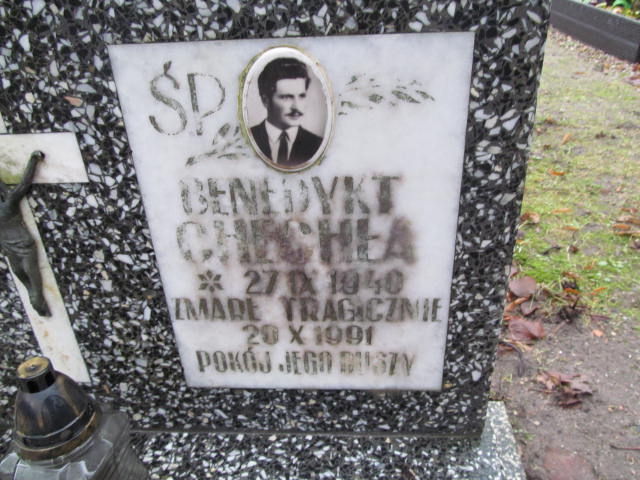 ŚP
BENEDYKT
CHECHŁA
* 27 IX 1940
ZMARŁ TRAGICZNIE
20 X 1991
POKÓJ JEGO DUSZY